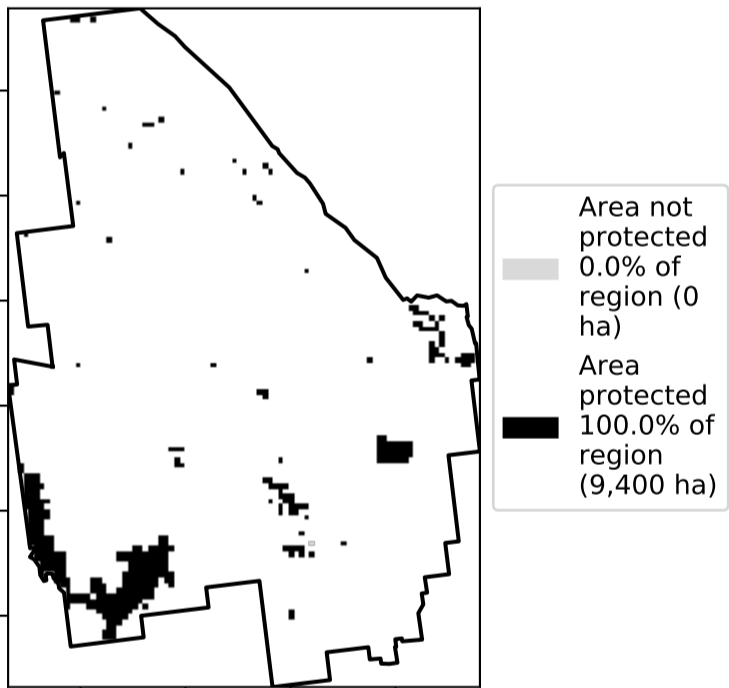 Area not
protected
0.0% of
region (0
ha)
Area
protected
100.0% of
region
(9,400 ha)